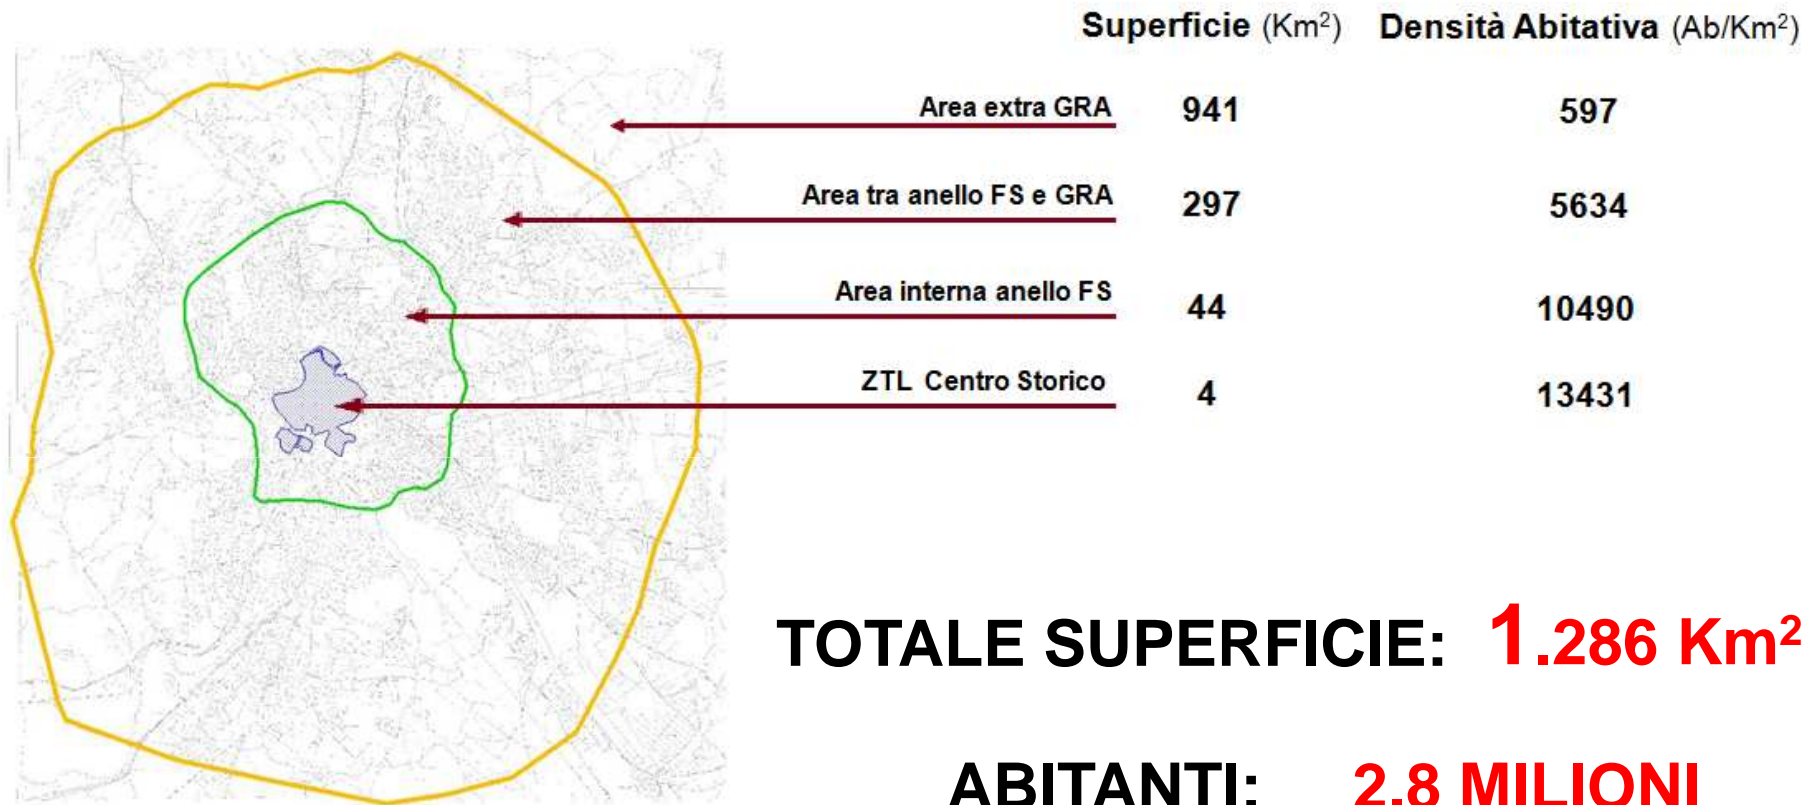 Superficie (Km²) Densità Abitativa (Ab/Km²)
Area extra GRA 941 597
Area tra anello FS e GRA 297 5634
Area interna anello FS 44 10490
ZTL Centro Storico 4 13431
TOTALE SUPERFICIE: 1.286 Km²
ABITANTI: 2.8 MILIONI